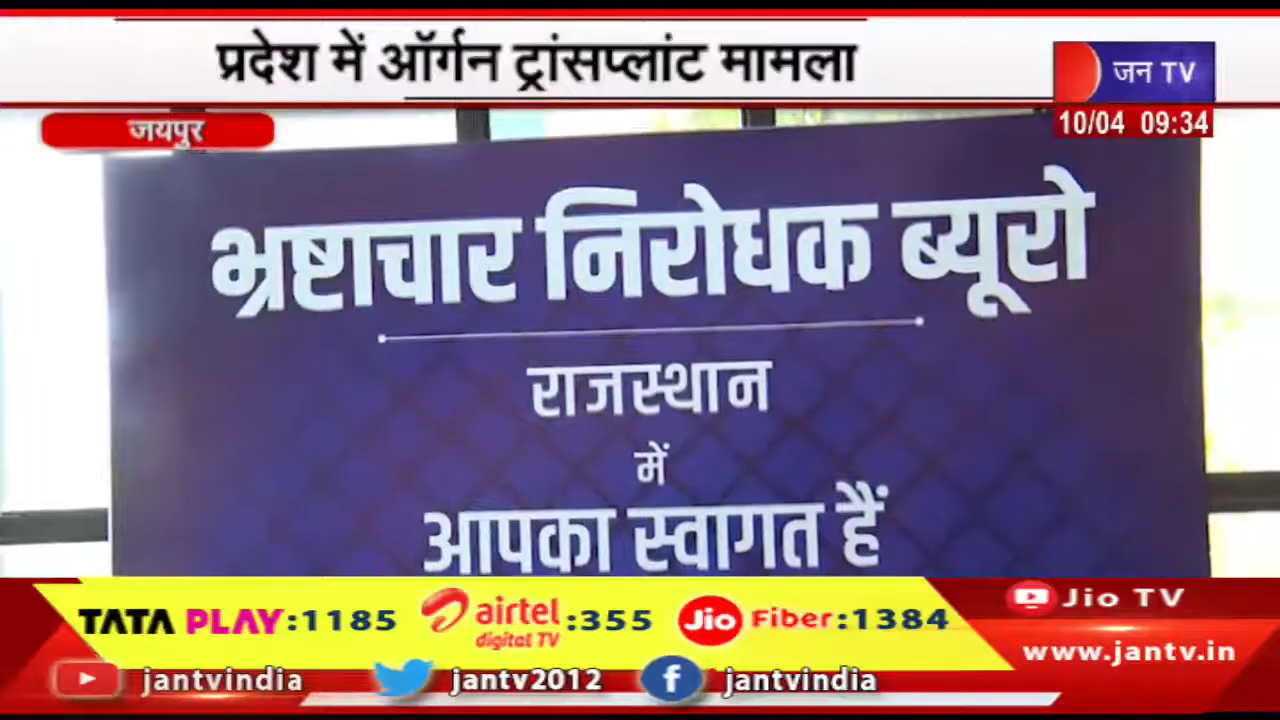 प्रदेश में ऑर्गन ट्रांसप्लांट मामला
जन TV
10/04 09:34
जयपुर
भ्रष्टाचार निरोधक ब्यूरो
राजस्थान
में
आपका स्वागत हैं
TATA PLAY:1185 airtel digital TV:355 Jio Fiber:1384
Jio TV
www.jantv.in
jantvindia jantv2012 jantvindia